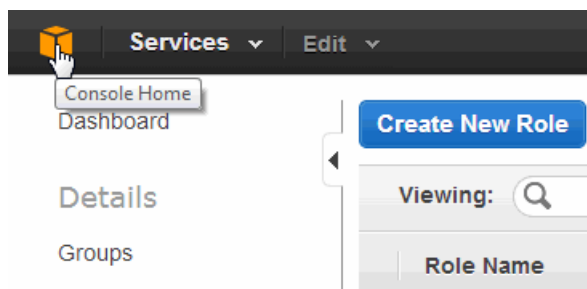 Services Edit
Console Home
Dashboard
Create New Role
Details
Viewing:
Groups
Role Name